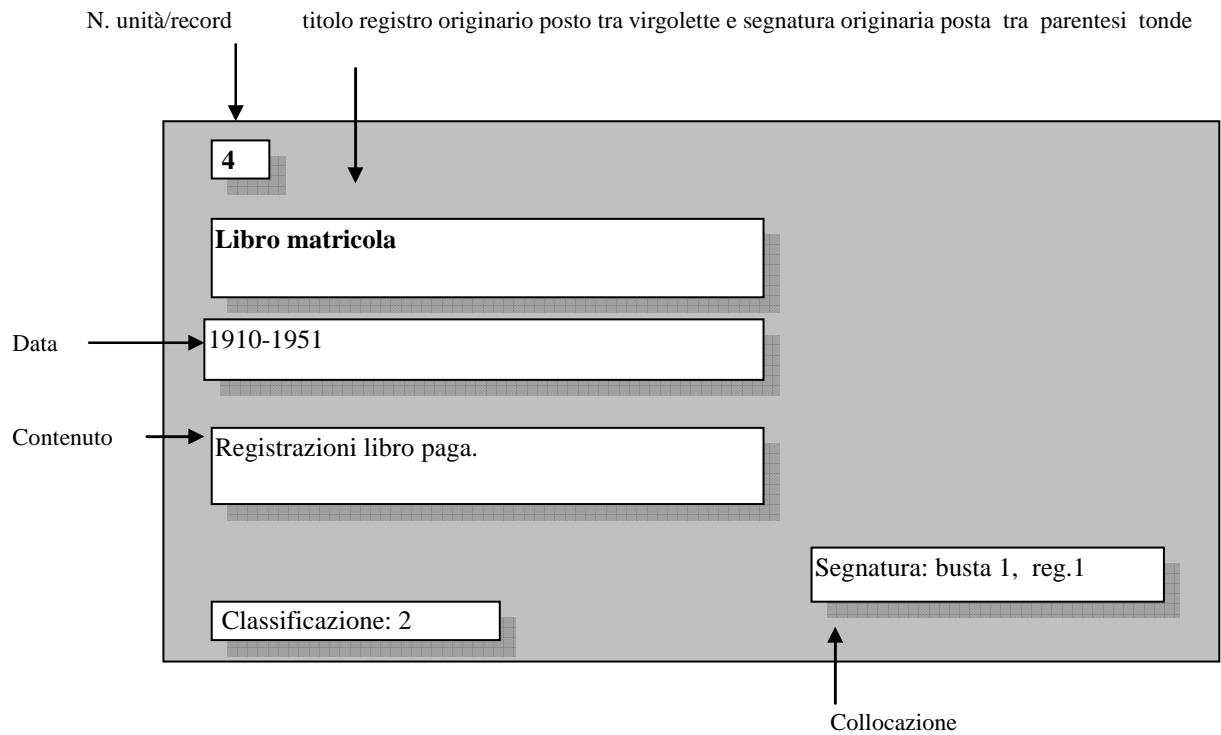 N. unità/record titolo registro originario posto tra virgolette e segnatura originaria posta tra parentesi tonde
4
Libro matricola
Data 1910-1951
Contenuto Registrazioni libro paga.
Segnatura: busta 1, reg.1
Classificazione: 2
Collocazione